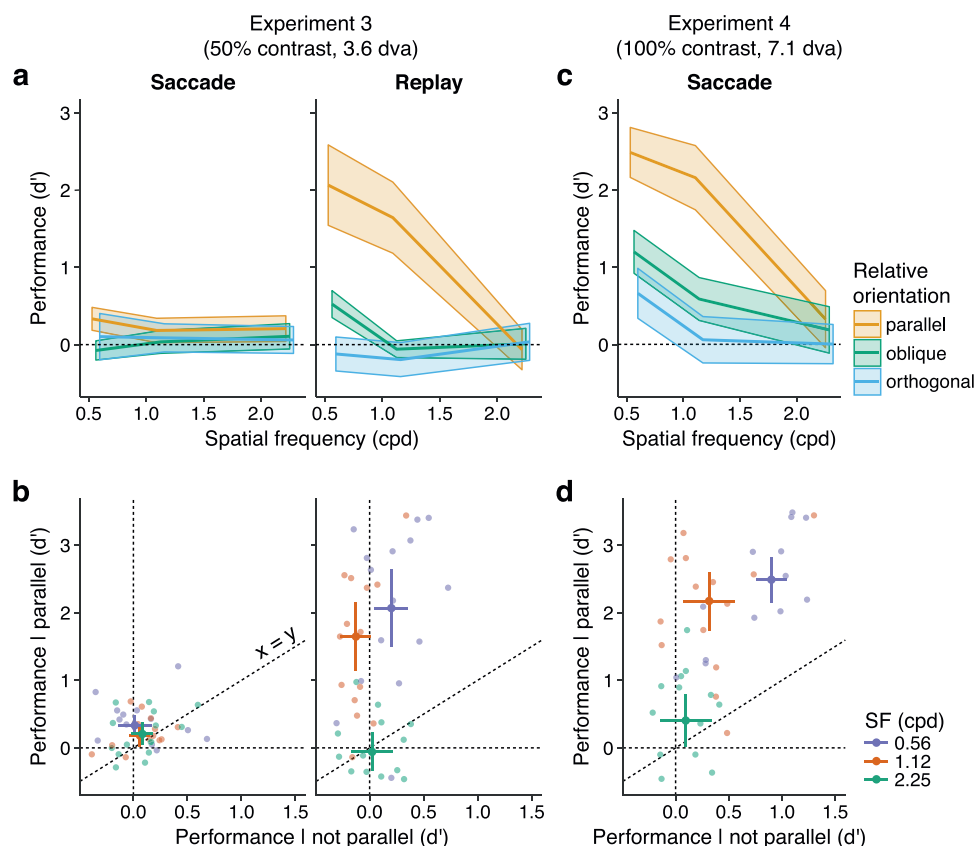 Experiment 3
(50% contrast, 3.6 dva)
Experiment 4
(100% contrast, 7.1 dva)
a
Saccade
Replay
c
Saccade
Performance (d')
3
2
1
0
0.5 1.0 1.5 2.0
0.5 1.0 1.5 2.0
Spatial frequency (cpd)
Performance (d')
3
2
1
0
0.5 1.0 2.0
Spatial frequency (cpd)
Relative
orientation
parallel
oblique
orthogonal
b
Performance | parallel (d')
3
2
1
0
x = y
0.0 0.5 1.0 1.5
0.0 0.5 1.0 1.5
Performance | not parallel (d')
d
Performance | parallel (d')
3
2
1
0
0.0 0.5 1.0 1.5
Performance | not parallel (d')
SF (cpd)
0.56
1.12
2.25